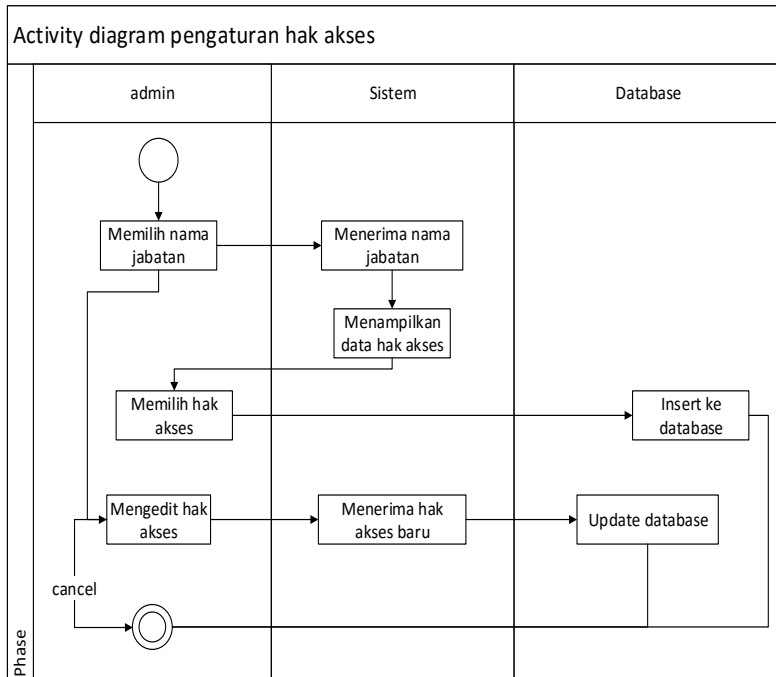 Activity diagram pengaturan hak akses
admin
Sistem
Database
Memilih nama
jabatan
Menerima nama
jabatan
Menampilkan
data hak akses
Memilih hak
akses
Insert ke
database
Mengedit hak
akses
Menerima hak
akses baru
Update database
cancel
Phase